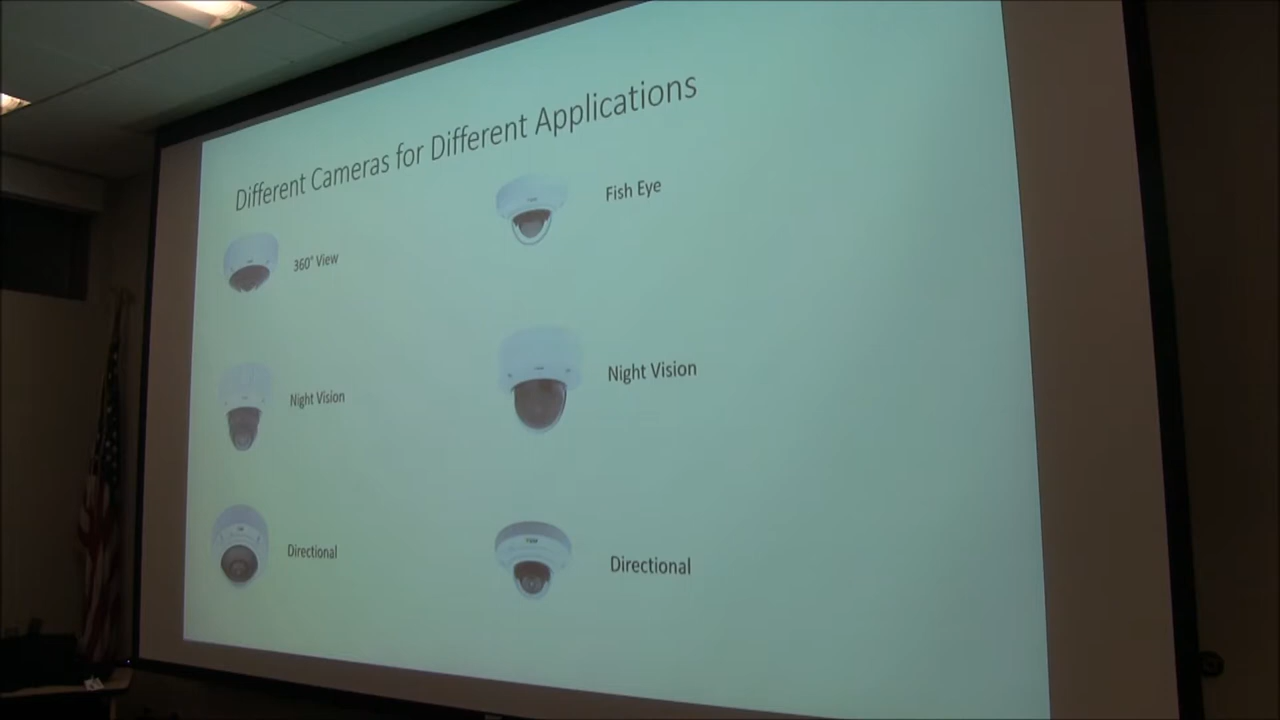 Different Cameras for Different Applications
360° View
Fish Eye
Night Vision
Night Vision
Directional
Directional